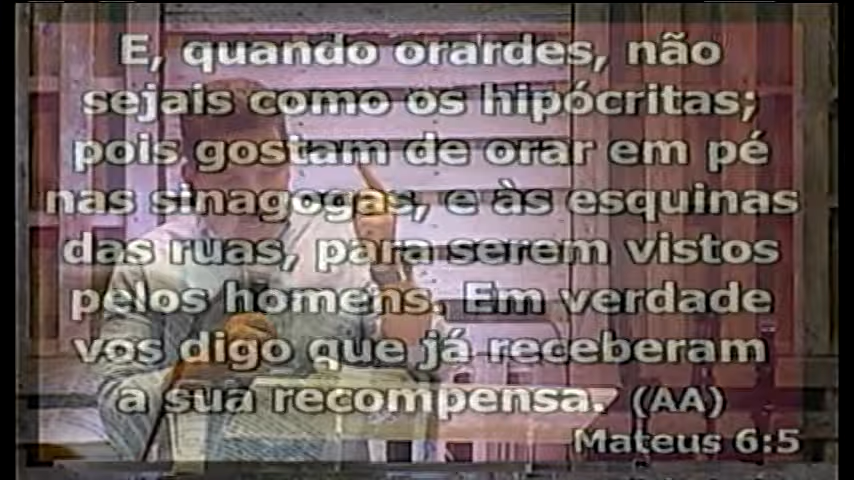 E, quando orardes, não
sejais como os hipócritas;
pois gostam de orar em pé
nas sinagogas, e às esquinas
das ruas, para serem vistos
pelos homens. Em verdade
vos digo que já receberam
a sua recompensa. (AA)
Mateus 6:5